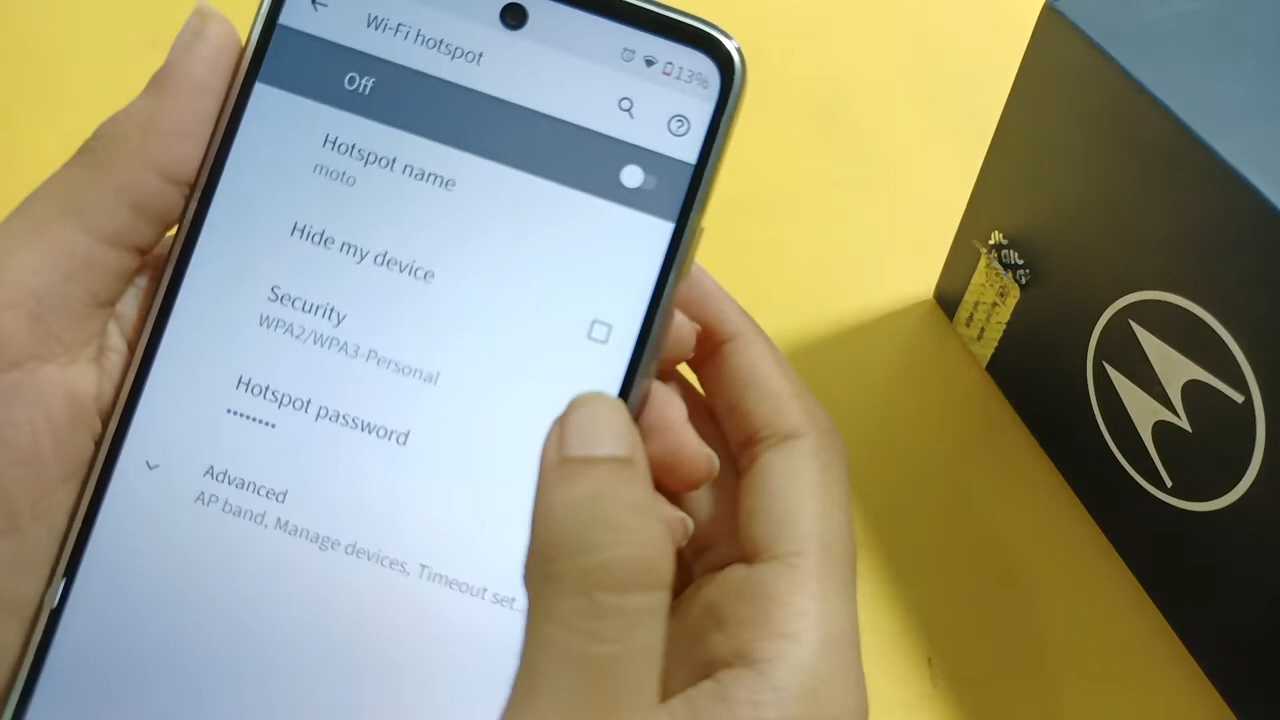 Wi-Fi hotspot
13%
Off
Hotspot name
moto
Hide my device
Security
WPA2/WPA3-Personal
Hotspot password
••••••••
Advanced
AP band, Manage devices, Timeout set...